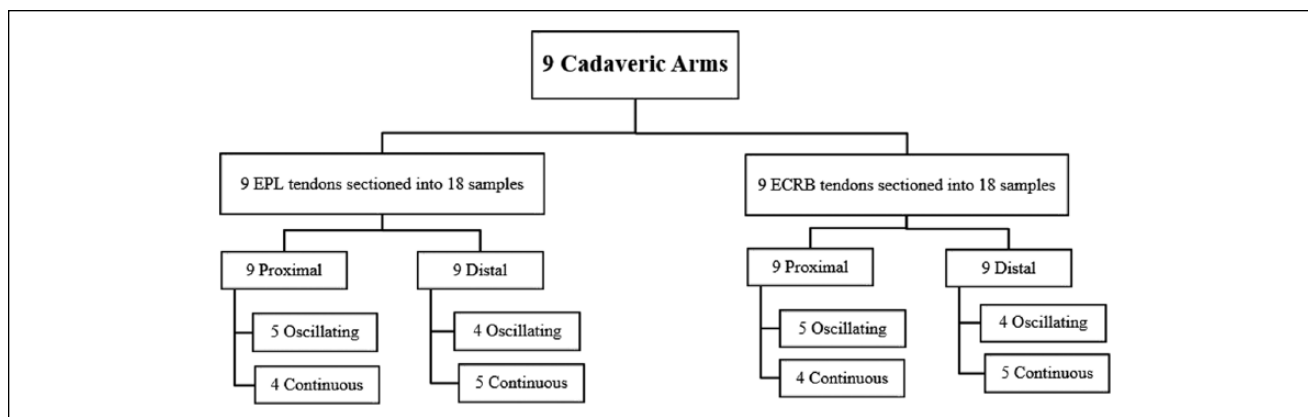 9 Cadaveric Arms
9 EPL tendons sectioned into 18 samples
9 ECRB tendons sectioned into 18 samples
9 Proximal
9 Distal
9 Proximal
9 Distal
5 Oscillating
4 Oscillating
5 Oscillating
4 Oscillating
4 Continuous
5 Continuous
4 Continuous
5 Continuous